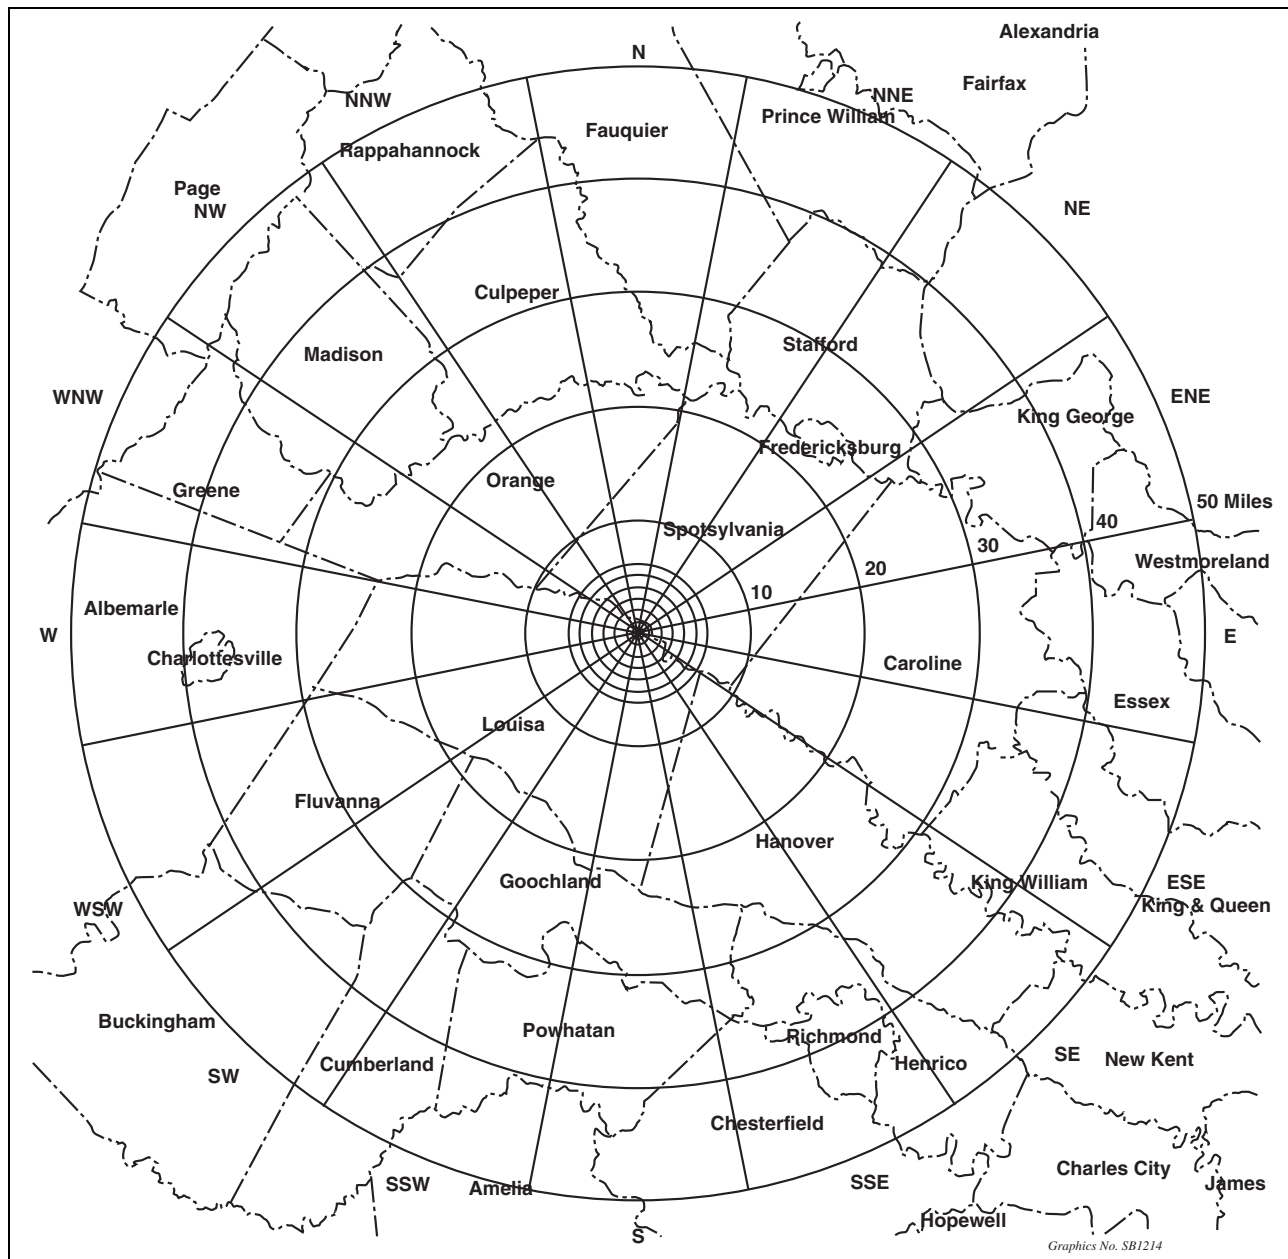 Alexandria
N
Fairfax
NNE
NNW
Prince William
Fauquier
Rappahannock
Page
NW
NE
Culpeper
Stafford
Madison
WNW
ENE
King George
Fredericksburg
Orange
Greene
50 Miles
40
Spotsylvania
30
Westmoreland
20
10
Albemarle
W
E
Charlottesville
Caroline
Essex
Louisa
Fluvanna
Hanover
Goochland
King William
ESE
WSW
King & Queen
Buckingham
Powhatan
Richmond
SE
New Kent
Cumberland
Henrico
SW
Chesterfield
Charles City
SSW
Amelia
SSE
James
Hopewell
S
Graphics No. SB1214